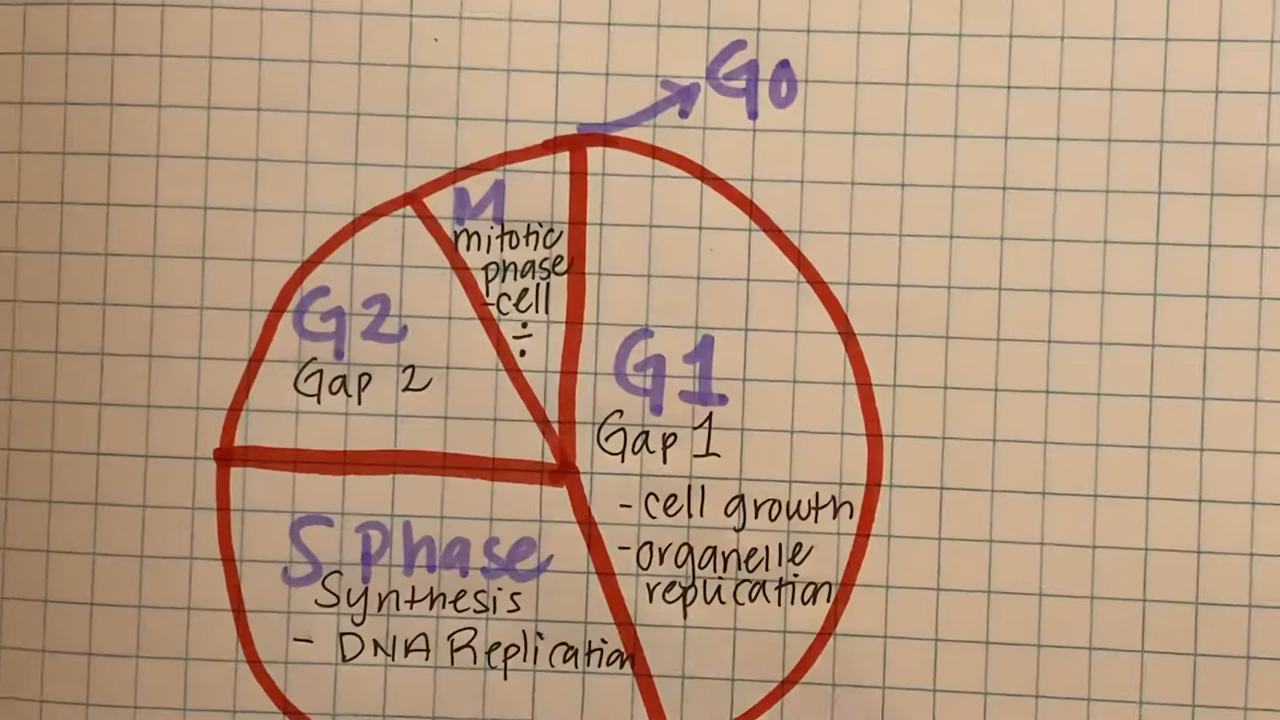 G0
M
mitotic
phase
-cell
÷
G2
Gap 2
G1
Gap 1
- cell growth
- organelle
replication
S Phase
Synthesis
- DNA Replication